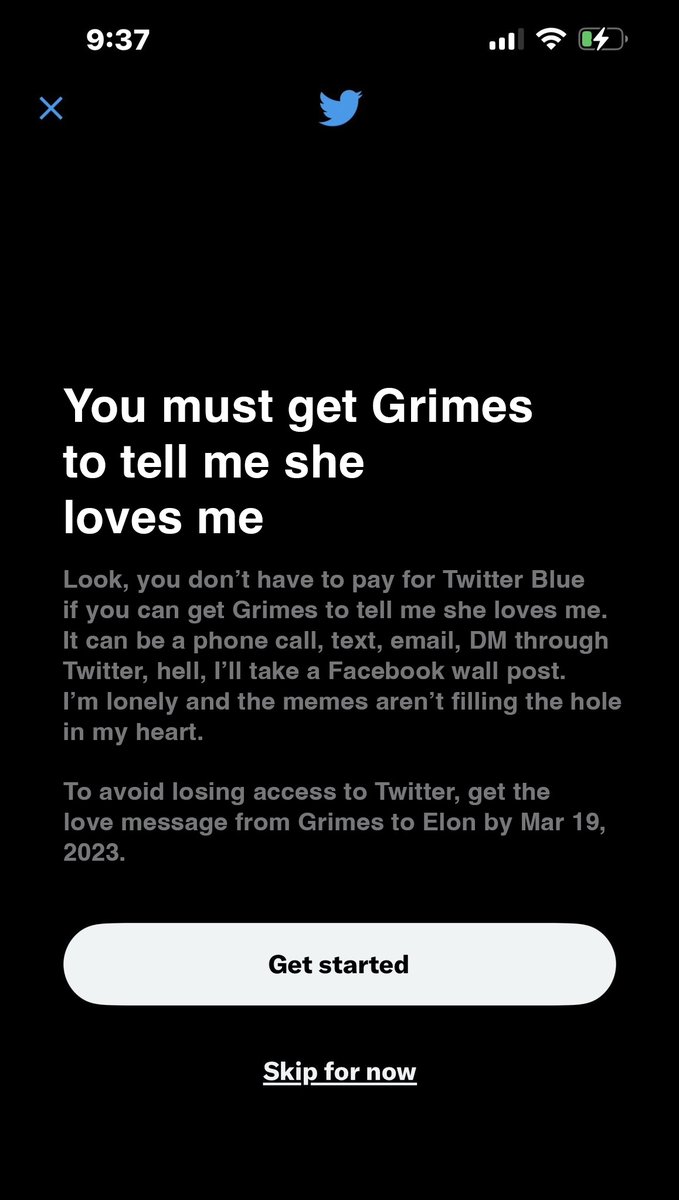 9:37
You must get Grimes
to tell me she
loves me
Look, you don’t have to pay for Twitter Blue
if you can get Grimes to tell me she loves me.
It can be a phone call, text, email, DM through
Twitter, hell, I’ll take a Facebook wall post.
I’m lonely and the memes aren’t filling the hole
in my heart.
To avoid losing access to Twitter, get the
love message from Grimes to Elon by Mar 19,
2023.
Get started
Skip for now